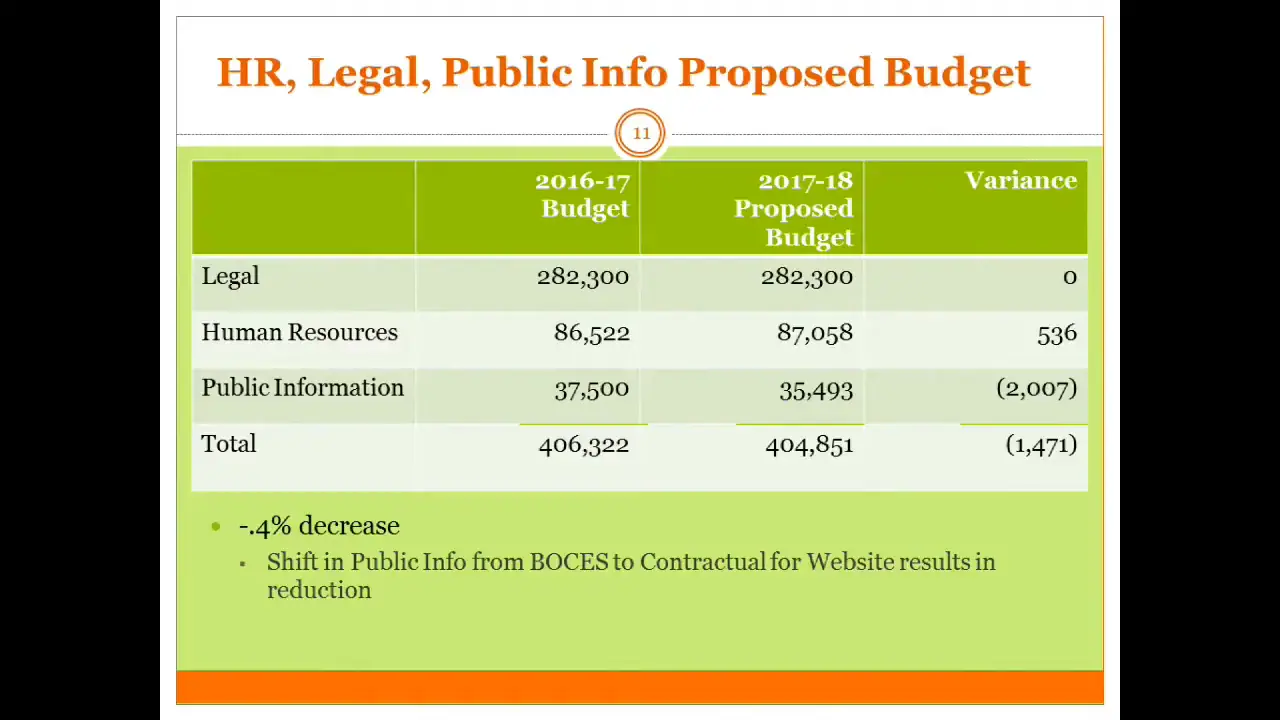 HR, Legal, Public Info Proposed Budget
11
2016-17 Budget 2017-18 Proposed Budget Variance
Legal 282,300 282,300 0
Human Resources 86,522 87,058 536
Public Information 37,500 35,493 (2,007)
Total 406,322 404,851 (1,471)
• -.4% decrease
▪ Shift in Public Info from BOCES to Contractual for Website results in
reduction